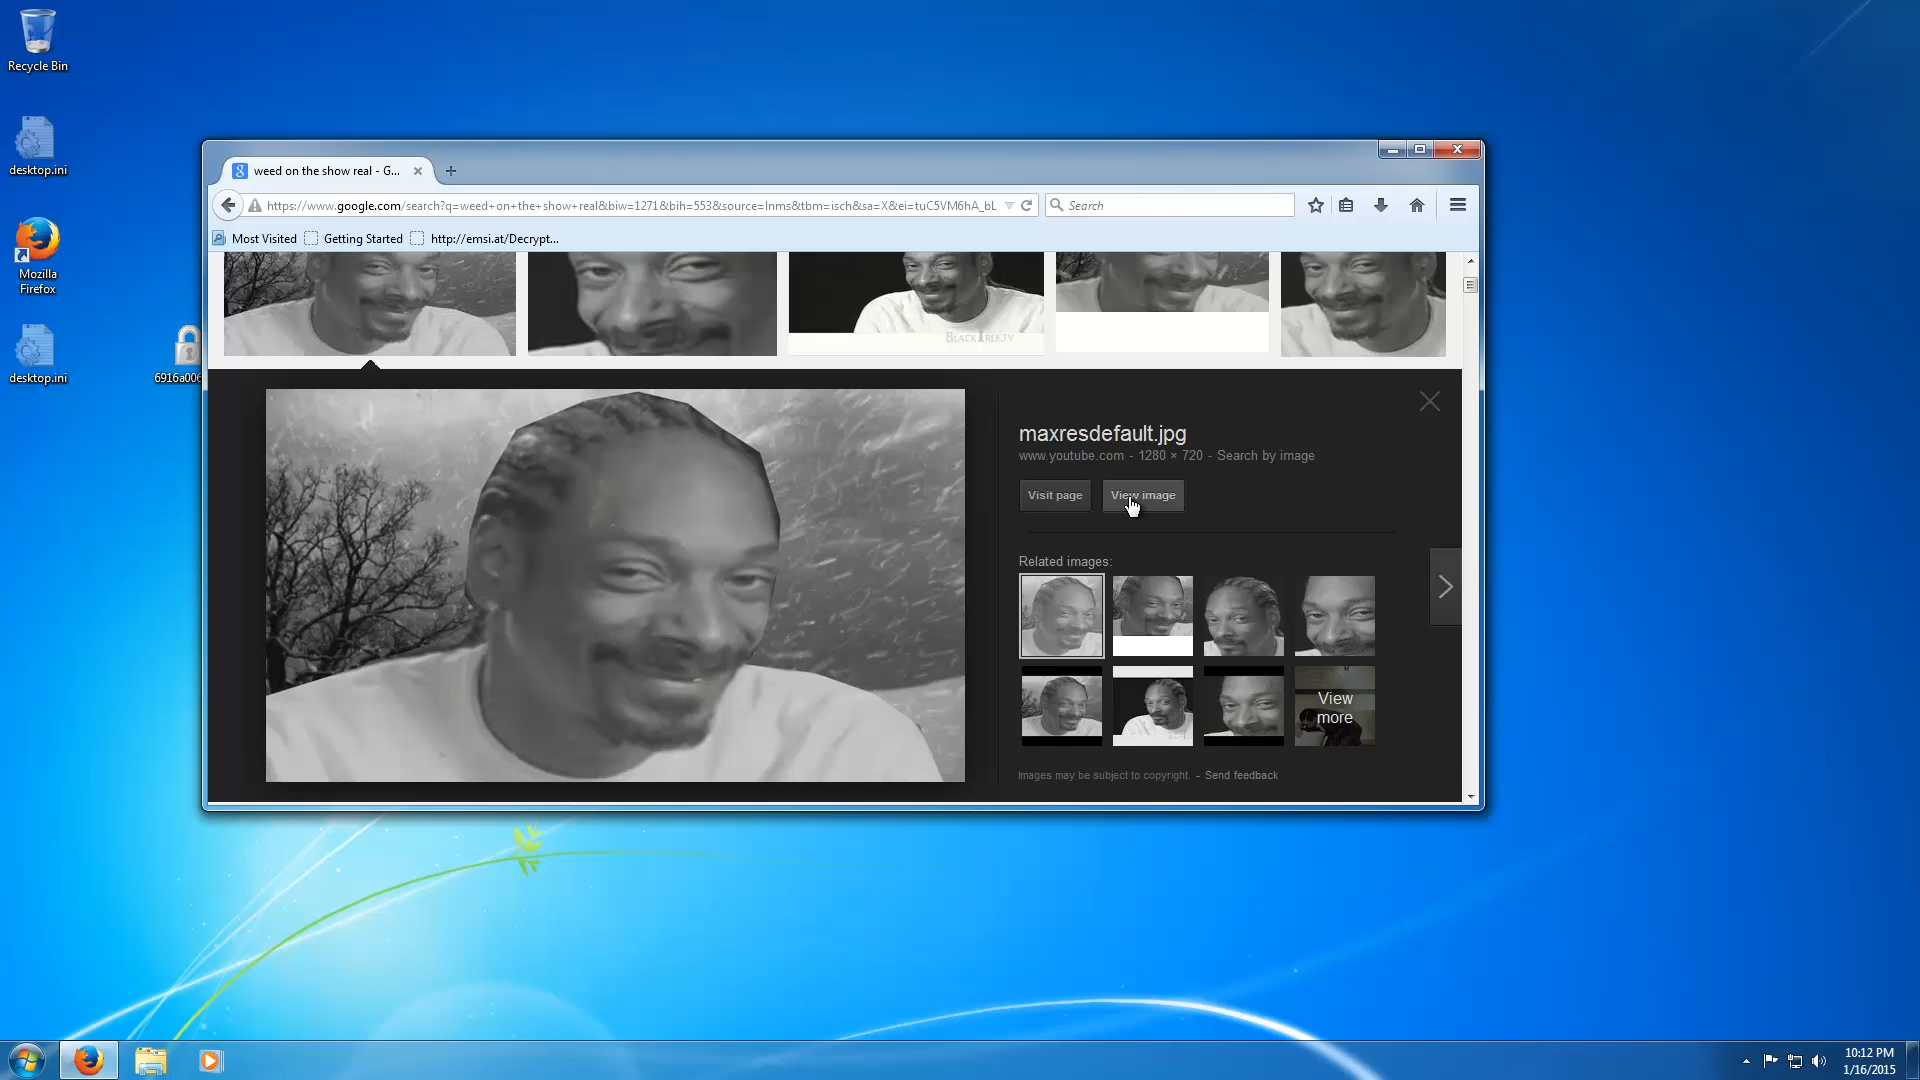 Recycle Bin
desktop.ini
Mozilla
Firefox
desktop.ini
6916a006
weed on the show real - G...
https://www.google.com/search?q=weed+on+the+show+real&biw=1271&bih=553&source=lnms&tbm=isch&sa=X&ei=tuC5VM6hA_bL
Search
Most Visited
Getting Started
http://emsi.at/Decrypt...
BLACKTREE.TV
maxresdefault.jpg
www.youtube.com - 1280 × 720 - Search by image
Visit page
View image
Related images:
View
more
Images may be subject to copyright. - Send feedback
10:12 PM
1/16/2015